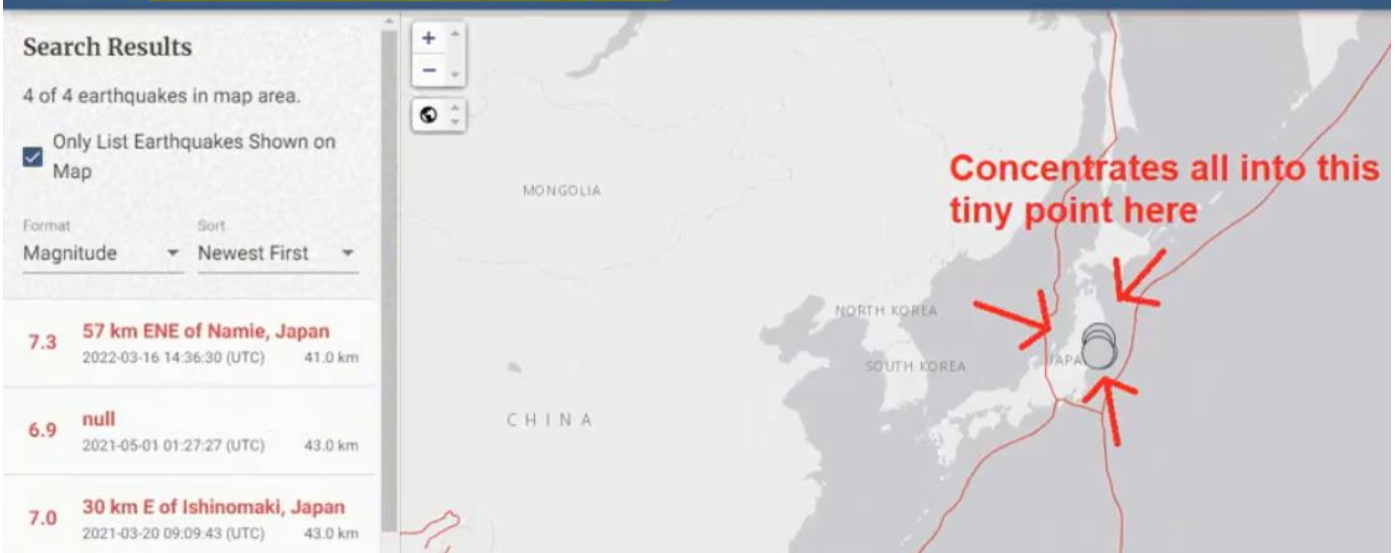 Search Results
4 of 4 earthquakes in map area.
Only List Earthquakes Shown on
Map
Format Sort
Magnitude Newest First
7.3 57 km ENE of Namie, Japan
2022-03-16 14:36:30 (UTC) 41.0 km
6.9 null
2021-05-01 01:27:27 (UTC) 43.0 km
7.0 30 km E of Ishinomaki, Japan
2021-03-20 09:09:43 (UTC) 43.0 km
+
−
MONGOLIA
Concentrates all into this
tiny point here
NORTH KOREA
SOUTH KOREA
JAPA
CHINA